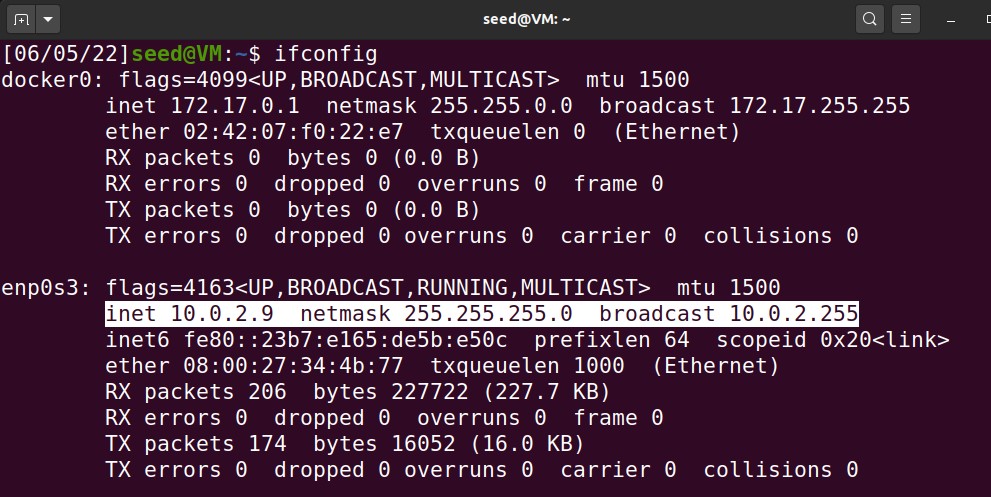 seed@VM: ~
[06/05/22]seed@VM:~$ ifconfig
docker0: flags=4099<UP,BROADCAST,MULTICAST>  mtu 1500
        inet 172.17.0.1  netmask 255.255.0.0  broadcast 172.17.255.255
        ether 02:42:07:f0:22:e7  txqueuelen 0  (Ethernet)
        RX packets 0  bytes 0 (0.0 B)
        RX errors 0  dropped 0  overruns 0  frame 0
        TX packets 0  bytes 0 (0.0 B)
        TX errors 0  dropped 0 overruns 0  carrier 0  collisions 0

enp0s3: flags=4163<UP,BROADCAST,RUNNING,MULTICAST>  mtu 1500
        inet 10.0.2.9  netmask 255.255.255.0  broadcast 10.0.2.255
        inet6 fe80::23b7:e165:de5b:e50c  prefixlen 64  scopeid 0x20<link>
        ether 08:00:27:34:4b:77  txqueuelen 1000  (Ethernet)
        RX packets 206  bytes 227722 (227.7 KB)
        RX errors 0  dropped 0  overruns 0  frame 0
        TX packets 174  bytes 16052 (16.0 KB)
        TX errors 0  dropped 0 overruns 0  carrier 0  collisions 0